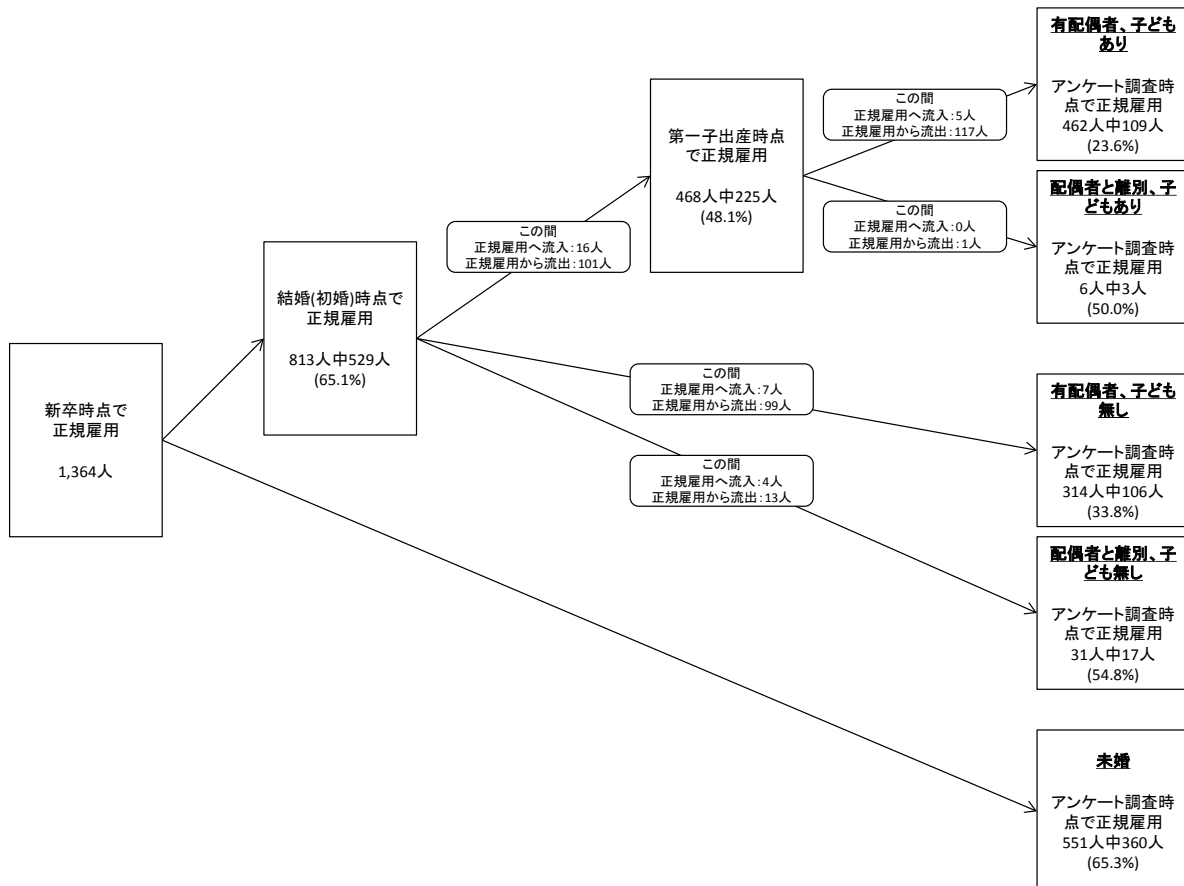 新卒時点で
正規雇用
1,364人
結婚(初婚)時点で
正規雇用
813人中529人
(65.1%)
この間
正規雇用へ流入:16人
正規雇用から流出:101人
第一子出産時点
で正規雇用
468人中225人
(48.1%)
この間
正規雇用へ流入:5人
正規雇用から流出:117人
有配偶者、子ども
あり
アンケート調査時
点で正規雇用
462人中109人
(23.6%)
この間
正規雇用へ流入:0人
正規雇用から流出:1人
配偶者と離別、子
どもあり
アンケート調査時
点で正規雇用
6人中3人
(50.0%)
この間
正規雇用へ流入:7人
正規雇用から流出:99人
有配偶者、子ども
無し
アンケート調査時
点で正規雇用
314人中106人
(33.8%)
この間
正規雇用へ流入:4人
正規雇用から流出:13人
配偶者と離別、子
ども無し
アンケート調査時
点で正規雇用
31人中17人
(54.8%)
未婚
アンケート調査時
点で正規雇用
551人中360人
(65.3%)